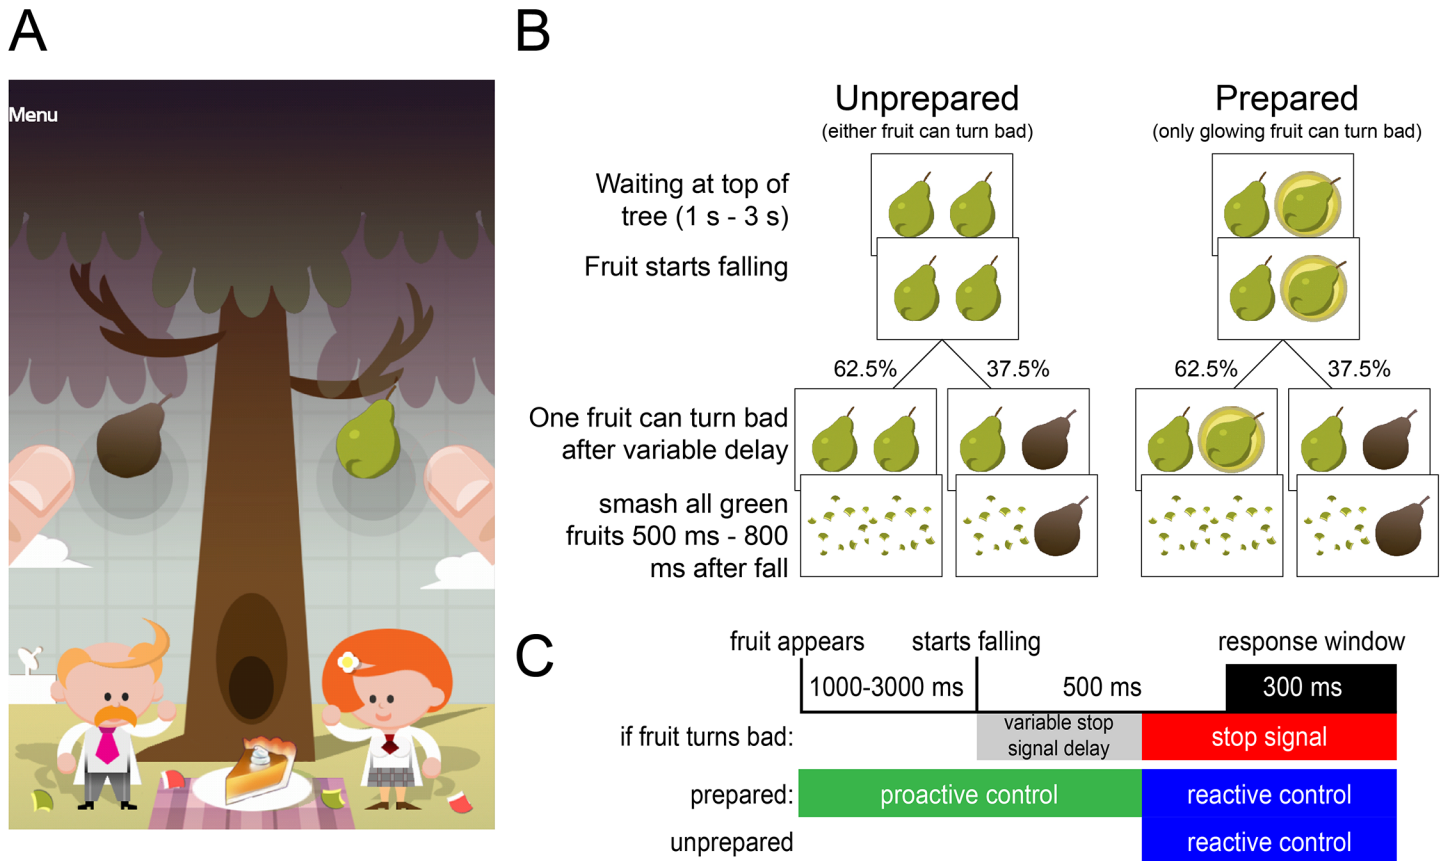 A
Menu
B
Unprepared
(either fruit can turn bad)
Prepared
(only glowing fruit can turn bad)
Waiting at top of
tree (1 s - 3 s)
Fruit starts falling
62.5%
37.5%
62.5%
37.5%
One fruit can turn bad
after variable delay
smash all green
fruits 500 ms - 800
ms after fall
C
fruit appears
starts falling
response window
1000-3000 ms
500 ms
300 ms
if fruit turns bad:
variable stop
signal delay
stop signal
prepared:
proactive control
reactive control
unprepared
reactive control